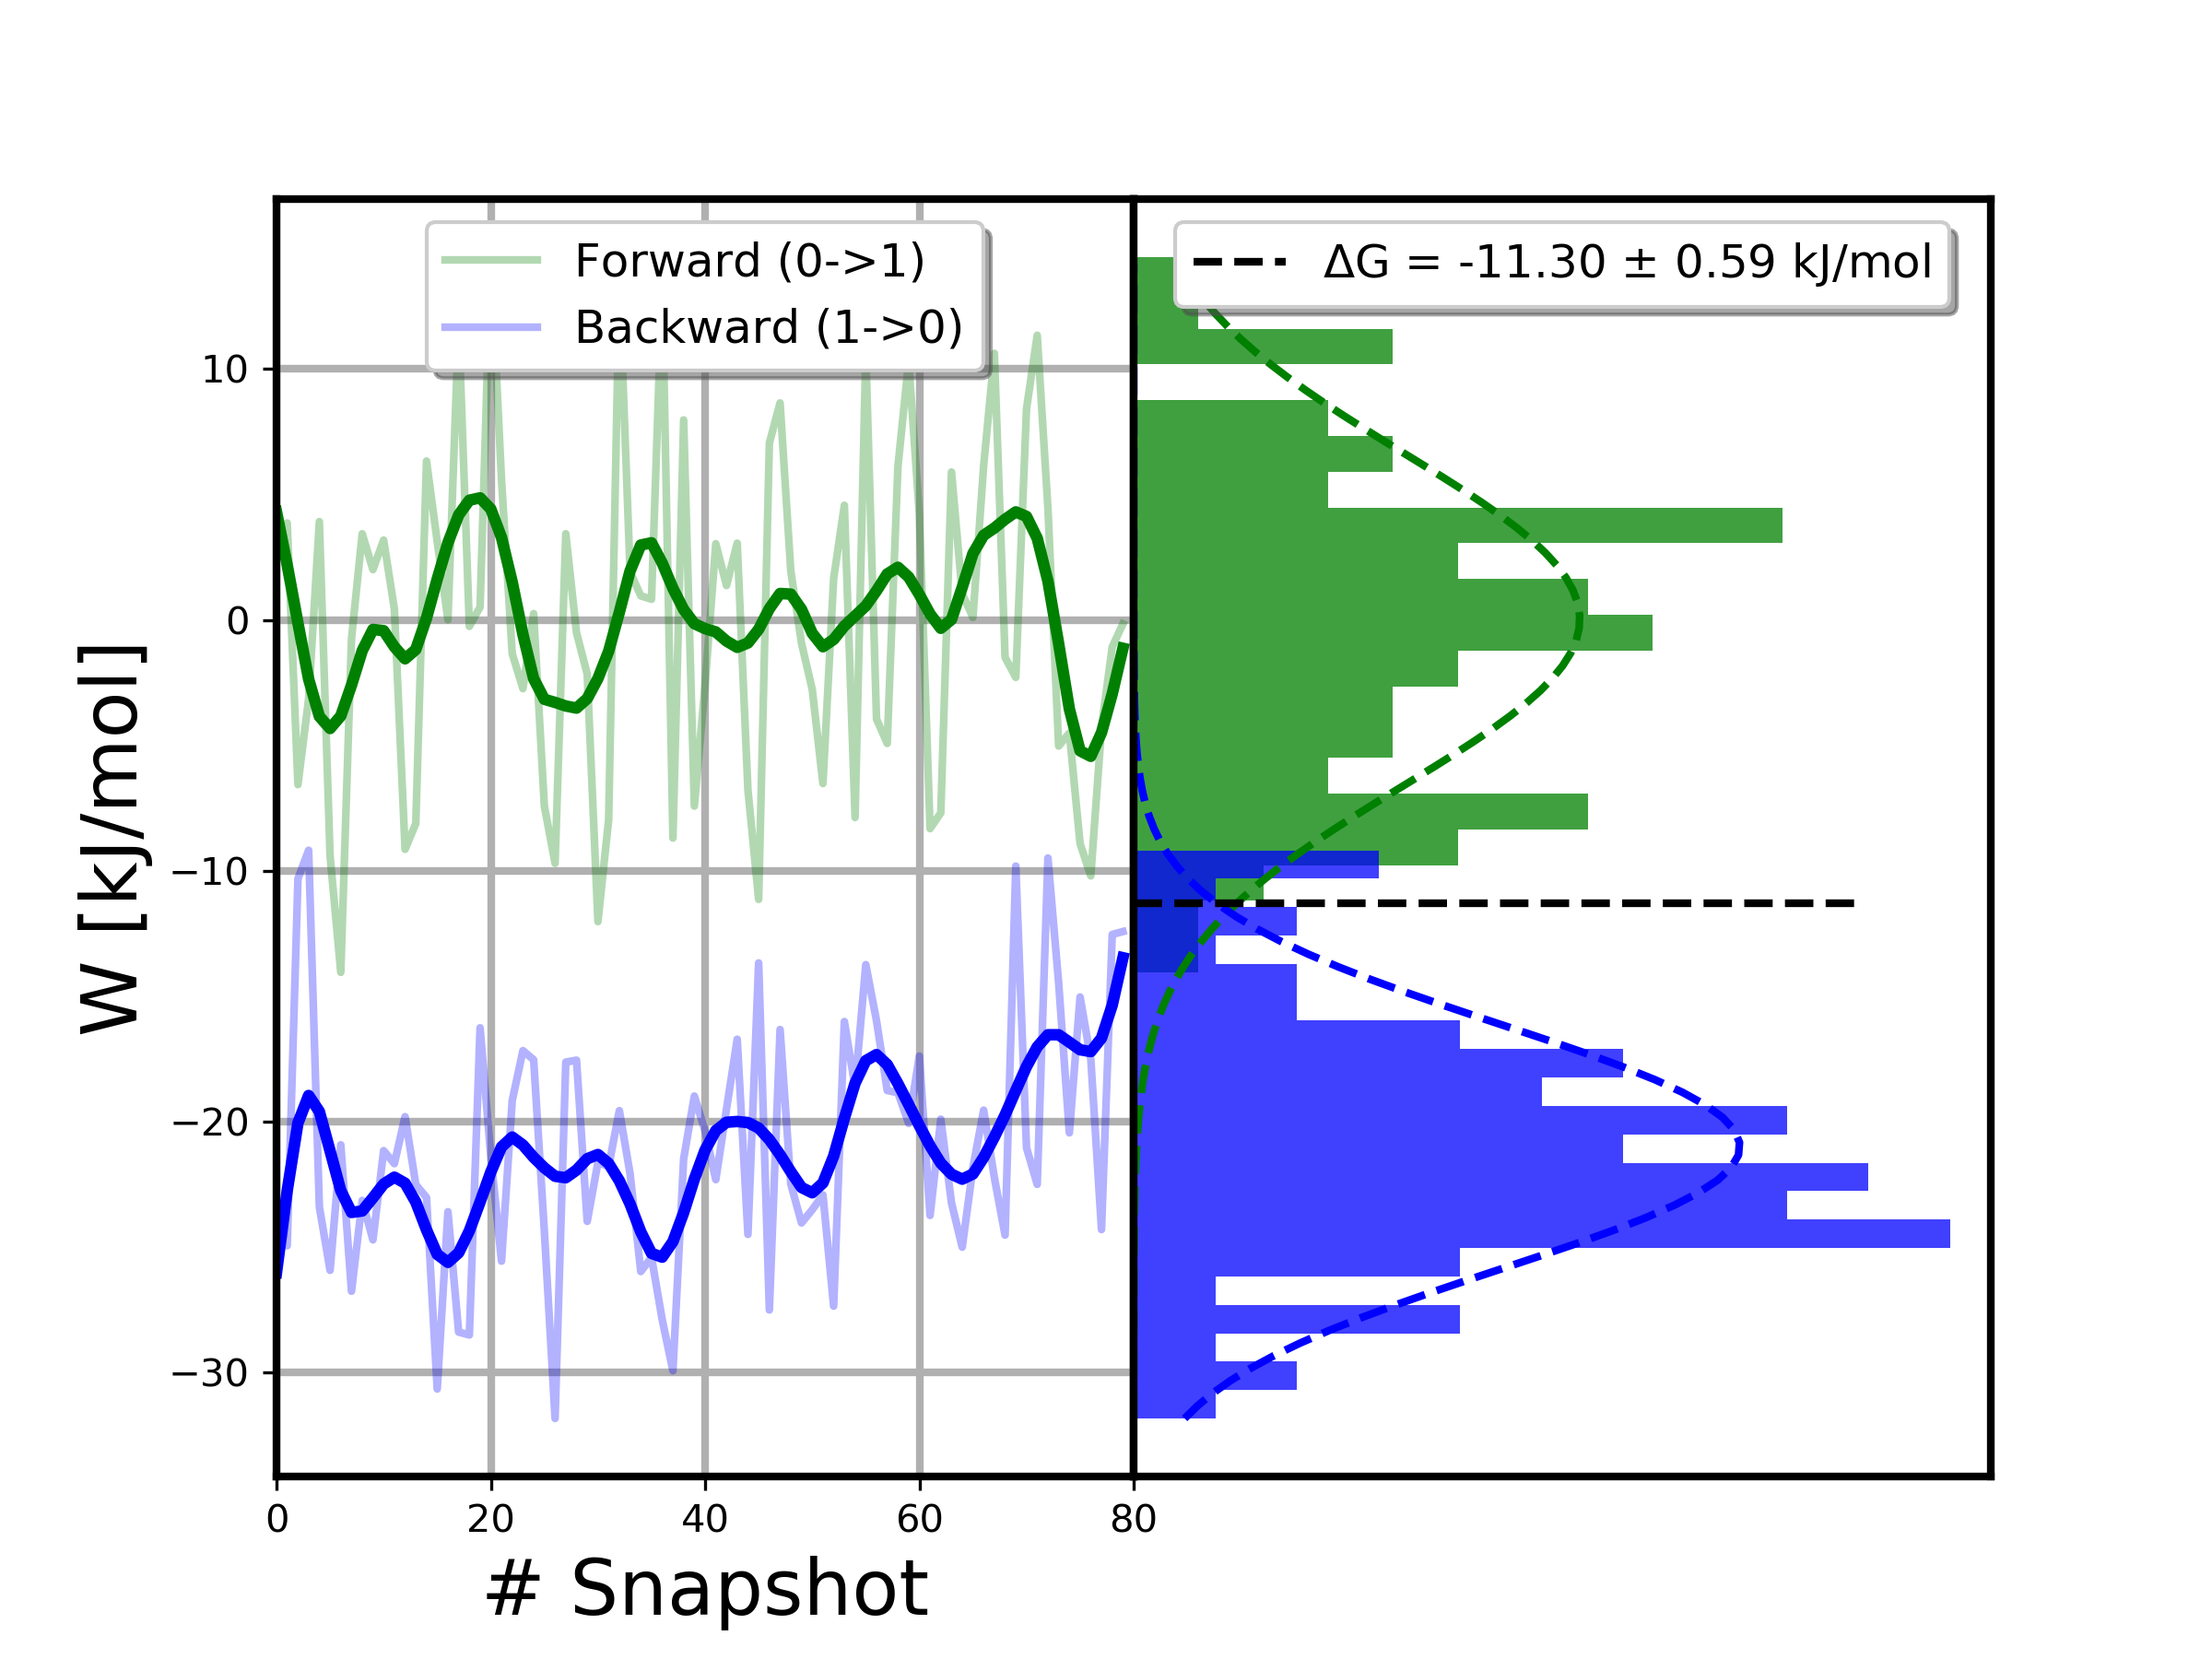 Forward (0->1)
Backward (1->0)
ΔG = -11.30 ± 0.59 kJ/mol
10
0
−10
−20
−30
W [kJ/mol]
0 20 40 60 80
# Snapshot